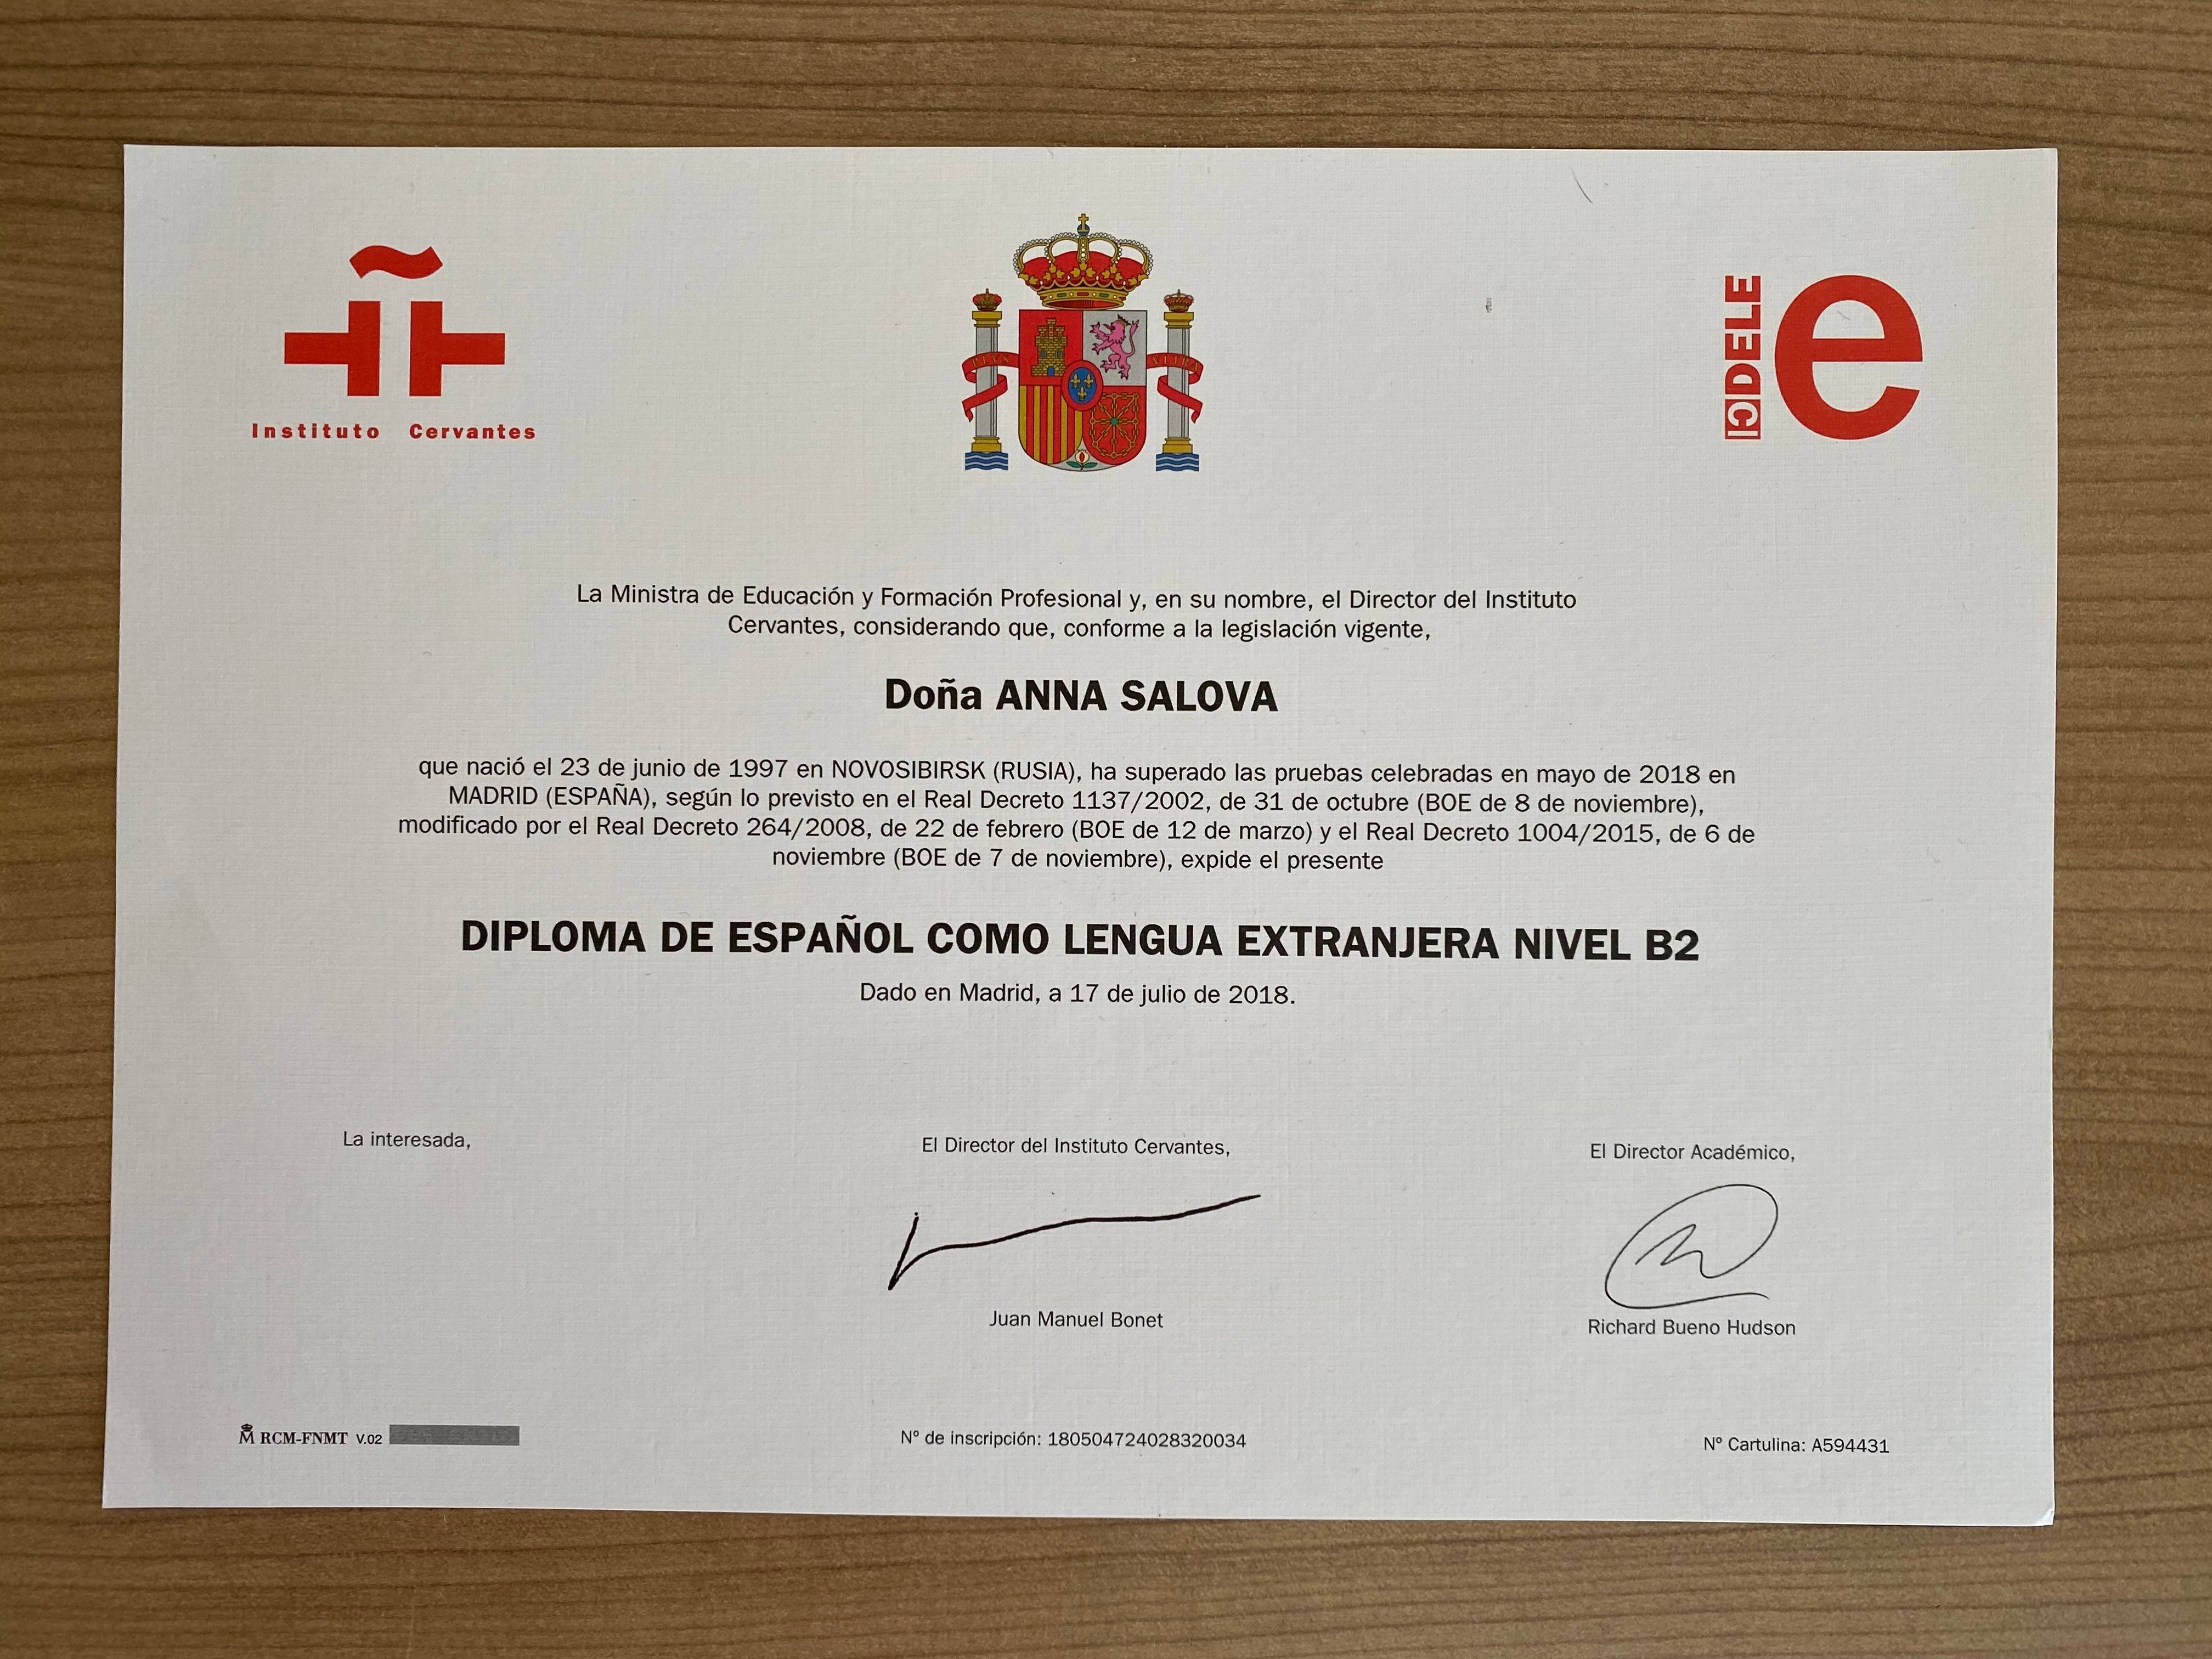 Instituto Cervantes
PLVS VLTRA
ICDELE
e
La Ministra de Educación y Formación Profesional y, en su nombre, el Director del Instituto
Cervantes, considerando que, conforme a la legislación vigente,
Doña ANNA SALOVA
que nació el 23 de junio de 1997 en NOVOSIBIRSK (RUSIA), ha superado las pruebas celebradas en mayo de 2018 en
MADRID (ESPAÑA), según lo previsto en el Real Decreto 1137/2002, de 31 de octubre (BOE de 8 de noviembre),
modificado por el Real Decreto 264/2008, de 22 de febrero (BOE de 12 de marzo) y el Real Decreto 1004/2015, de 6 de
noviembre (BOE de 7 de noviembre), expide el presente
DIPLOMA DE ESPAÑOL COMO LENGUA EXTRANJERA NIVEL B2
Dado en Madrid, a 17 de julio de 2018.
La interesada,
El Director del Instituto Cervantes,
El Director Académico,
Juan Manuel Bonet
Richard Bueno Hudson
M RCM-FNMT V.02
Nº de inscripción: 180504724028320034
Nº Cartulina: A594431